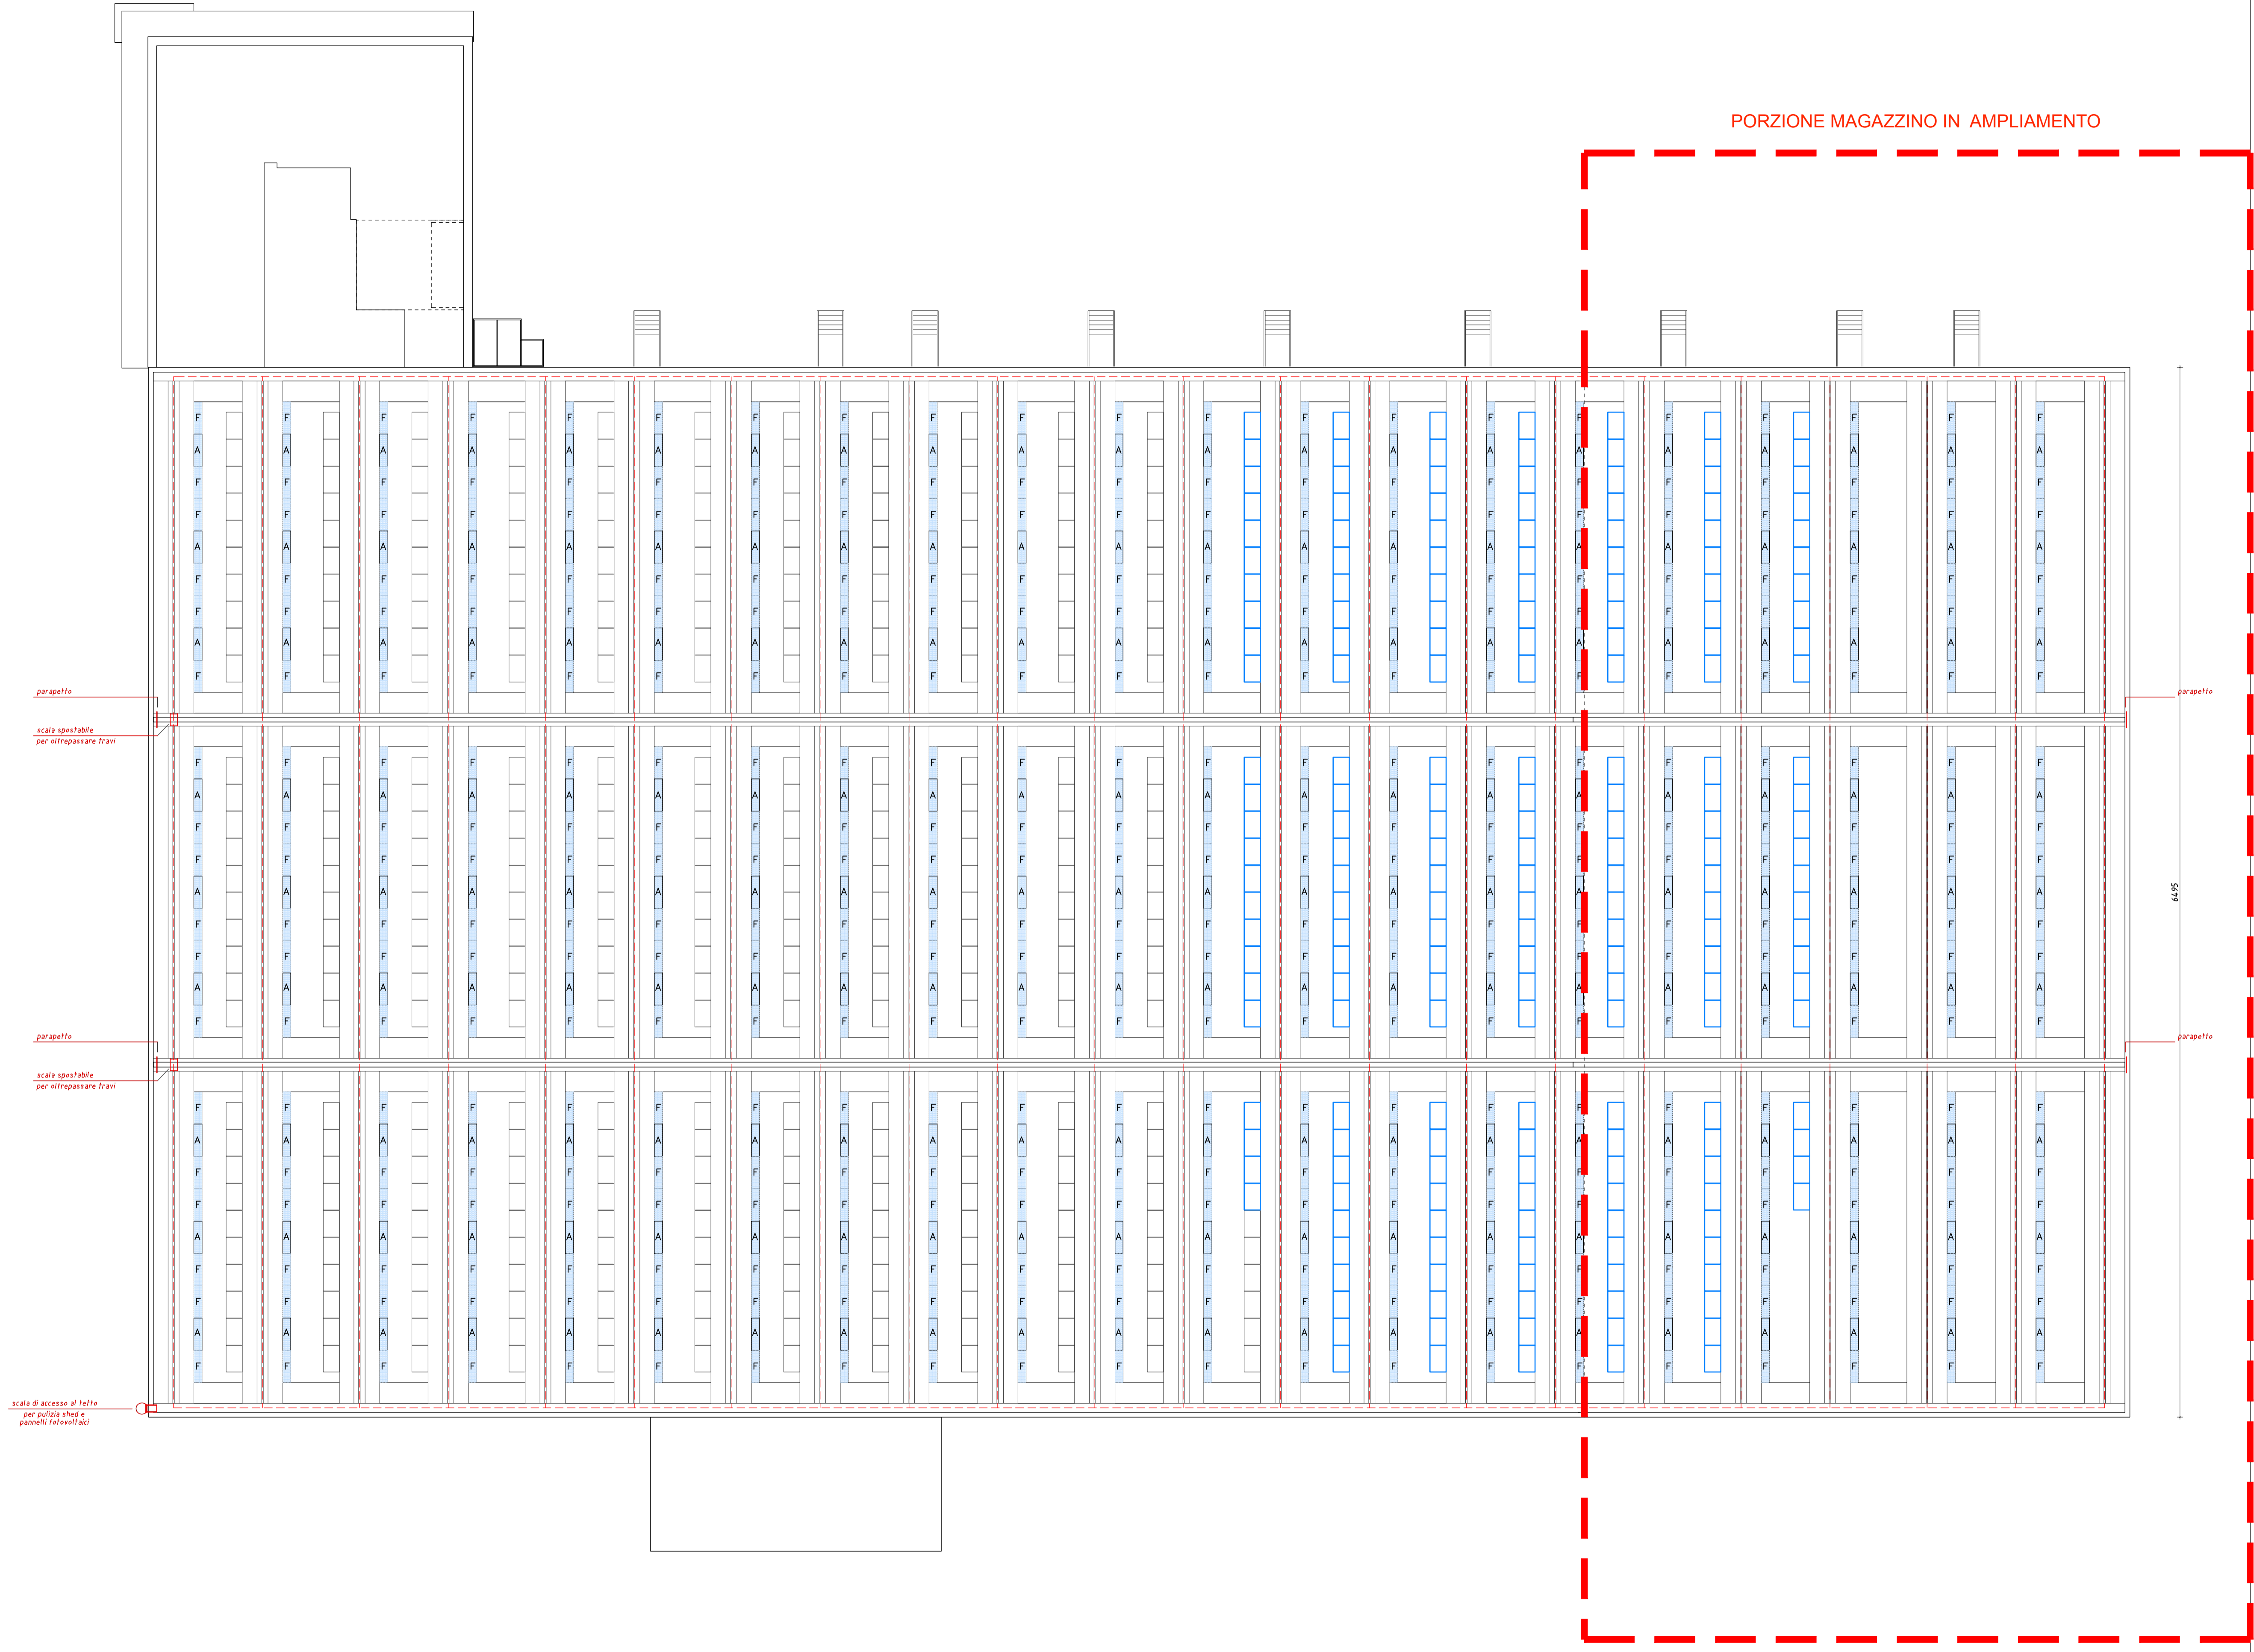 PORZIONE MAGAZZINO IN AMPLIAMENTO
F F F F F F F F F F F F F F F F F F F F F
A A A A A A A A A A A A A A A A A A A A A
F F F F F F F F F F F F F F F F F F F F F
F F F F F F F F F F F F F F F F F F F F F
A A A A A A A A A A A A A A A A A A A A A
F F F F F F F F F F F F F F F F F F F F F
F F F F F F F F F F F F F F F F F F F F F
A A A A A A A A A A A A A A A A A A A A A
F F F F F F F F F F F F F F F F F F F F F
parapetto
parapetto
scala spostabile
per oltrepassare travi
F F F F F F F F F F F F F F F F F F F F F
A A A A A A A A A A A A A A A A A A A A A
F F F F F F F F F F F F F F F F F F F F F
F F F F F F F F F F F F F F F F F F F F F
A A A A A A A A A A A A A A A A A A A A A
6495
F F F F F F F F F F F F F F F F F F F F F
F F F F F F F F F F F F F F F F F F F F F
A A A A A A A A A A A A A A A A A A A A A
F F F F F F F F F F F F F F F F F F F F F
parapetto
parapetto
scala spostabile
per oltrepassare travi
F F F F F F F F F F F F F F F F F F F F F
A A A A A A A A A A A A A A A A A A A A A
F F F F F F F F F F F F F F F F F F F F F
F F F F F F F F F F F F F F F F F F F F F
A A A A A A A A A A A A A A A A A A A A A
F F F F F F F F F F F F F F F F F F F F F
F F F F F F F F F F F F F F F F F F F F F
A A A A A A A A A A A A A A A A A A A A A
F F F F F F F F F F F F F F F F F F F F F
scala di accesso al tetto
per pulizia shed e
pannelli fotovoltaici